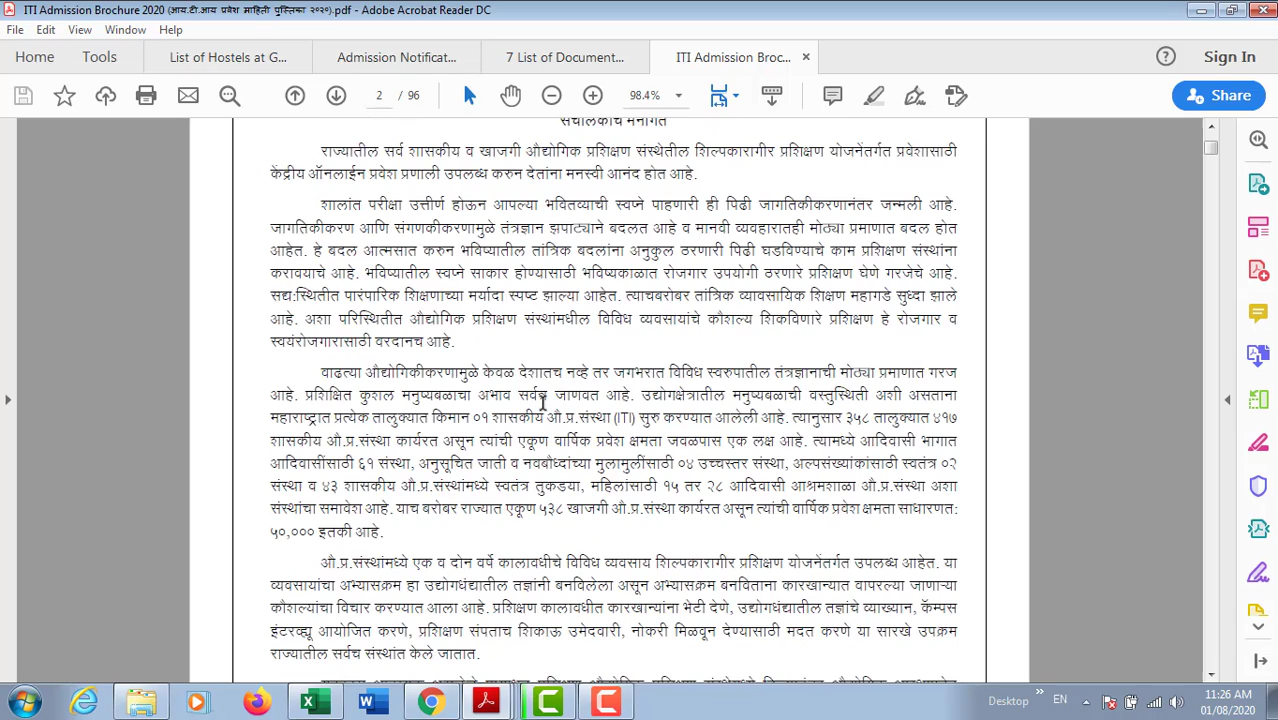 ITI Admission Brochure 2020 (आय.टी.आय प्रवेश माहिती पुस्तिका २०२०).pdf - Adobe Acrobat Reader DC
File Edit View Window Help
Home Tools List of Hostels at G... Admission Notificat... 7 List of Document... ITI Admission Broc... × Sign In
2 / 96 98.4% Share
संचालकांचे मनोगत
राज्यातील सर्व शासकीय व खाजगी औद्योगिक प्रशिक्षण संस्थेतील शिल्पकारागीर प्रशिक्षण योजनेंतर्गत प्रवेशासाठी
केंद्रीय ऑनलाईन प्रवेश प्रणाली उपलब्ध करुन देतांना मनस्वी आनंद होत आहे.
शालांत परीक्षा उत्तीर्ण होऊन आपल्या भवितव्याची स्वप्ने पाहणारी ही पिढी जागतिकीकरणानंतर जन्मली आहे.
जागतिकीकरण आणि संगणकीकरणामुळे तंत्रज्ञान झपाट्याने बदलत आहे व मानवी व्यवहारातही मोठ्या प्रमाणात बदल होत
आहेत. हे बदल आत्मसात करुन भविष्यातील तांत्रिक बदलांना अनुकुल ठरणारी पिढी घडविण्याचे काम प्रशिक्षण संस्थांना
करावयाचे आहे. भविष्यातील स्वप्ने साकार होण्यासाठी भविष्यकाळात रोजगार उपयोगी ठरणारे प्रशिक्षण घेणे गरजेचे आहे.
सद्य:स्थितीत पारंपारिक शिक्षणाच्या मर्यादा स्पष्ट झाल्या आहेत. त्याचबरोबर तांत्रिक व्यावसायिक शिक्षण महागडे सुध्दा झाले
आहे. अशा परिस्थितीत औद्योगिक प्रशिक्षण संस्थांमधील विविध व्यवसायांचे कौशल्य शिकविणारे प्रशिक्षण हे रोजगार व
स्वयंरोजगारासाठी वरदानच आहे.
वाढत्या औद्योगिकीकरणामुळे केवळ देशातच नव्हे तर जगभरात विविध स्वरुपातील तंत्रज्ञानाची मोठ्या प्रमाणात गरज
आहे. प्रशिक्षित कुशल मनुष्यबळाचा अभाव सर्वत्र जाणवत आहे. उद्योगक्षेत्रातील मनुष्यबळाची वस्तुस्थिती अशी असताना
महाराष्ट्रात प्रत्येक तालुक्यात किमान ०१ शासकीय औ.प्र.संस्था (ITI) सुरु करण्यात आलेली आहे. त्यानुसार ३५८ तालुक्यात ४१७
शासकीय औ.प्र.संस्था कार्यरत असून त्यांची एकूण वार्षिक प्रवेश क्षमता जवळपास एक लक्ष आहे. त्यामध्ये आदिवासी भागात
आदिवासींसाठी ६१ संस्था, अनुसूचित जाती व नवबौध्दांच्या मुलामुलींसाठी ०४ उच्चस्तर संस्था, अल्पसंख्यांकांसाठी स्वतंत्र ०२
संस्था व ४३ शासकीय औ.प्र.संस्थांमध्ये स्वतंत्र तुकड्या, महिलांसाठी १५ तर २८ आदिवासी आश्रमशाळा औ.प्र.संस्था अशा
संस्थांचा समावेश आहे. याच बरोबर राज्यात एकूण ५३८ खाजगी औ.प्र.संस्था कार्यरत असून त्यांची वार्षिक प्रवेश क्षमता साधारणत:
५०,००० इतकी आहे.
औ.प्र.संस्थांमध्ये एक व दोन वर्षे कालावधीचे विविध व्यवसाय शिल्पकारागीर प्रशिक्षण योजनेंतर्गत उपलब्ध आहेत. या
व्यवसायांचा अभ्यासक्रम हा उद्योगधंद्यातील तज्ञांनी बनविलेला असून अभ्यासक्रम बनविताना कारखान्यात वापरल्या जाणाऱ्या
कौशल्यांचा विचार करण्यात आला आहे. प्रशिक्षण कालावधीत कारखान्यांना भेटी देणे, उद्योगधंद्यातील तज्ञांचे व्याख्यान, कॅम्पस
इंटरव्ह्यू आयोजित करणे, प्रशिक्षण संपताच शिकाऊ उमेदवारी, नोकरी मिळवून देण्यासाठी मदत करणे या सारखे उपक्रम
राज्यातील सर्वच संस्थांत केले जातात.
Desktop EN 11:26 AM
01/08/2020